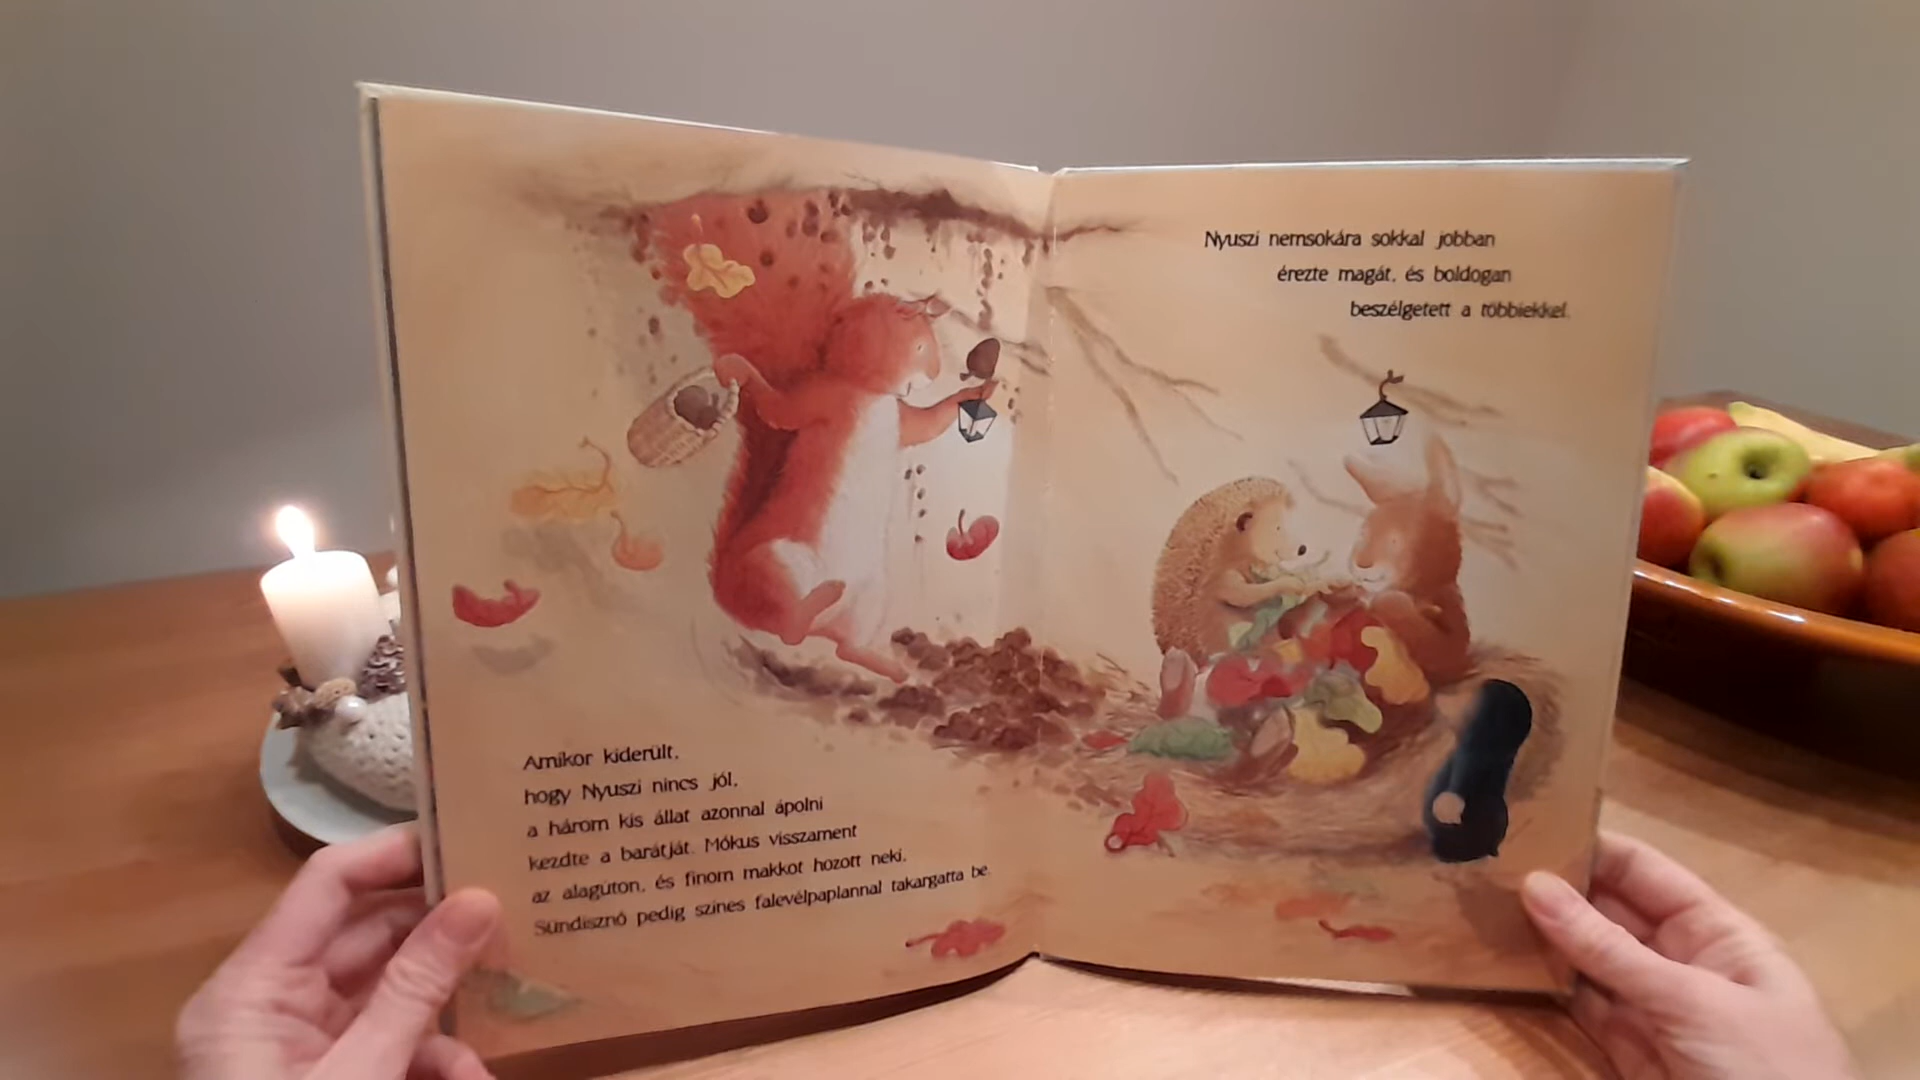 Amikor kiderült,
hogy Nyuszi nincs jól,
a három kis állat azonnal ápolni
kezdte a barátját. Mókus visszament
az alagúton, és finom makkot hozott neki,
Sündisznó pedig színes falevélpaplannal takargatta be.
Nyuszi nemsokára sokkal jobban
érezte magát, és boldogan
beszélgetett a többiekkel.